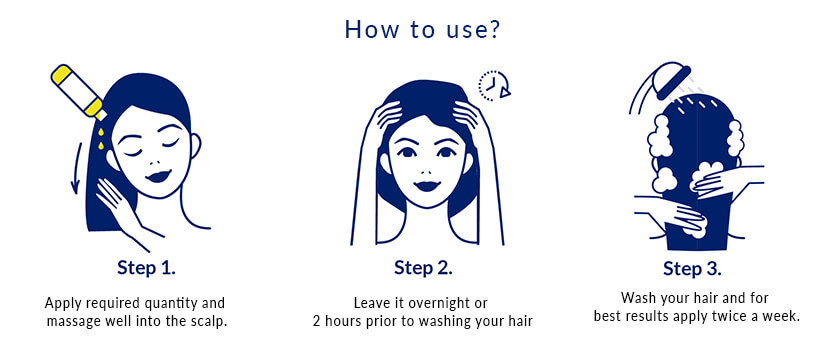 How to use?
Step 1.
Apply required quantity and
massage well into the scalp.
Step 2.
Leave it overnight or
2 hours prior to washing your hair
Step 3.
Wash your hair and for
best results apply twice a week.